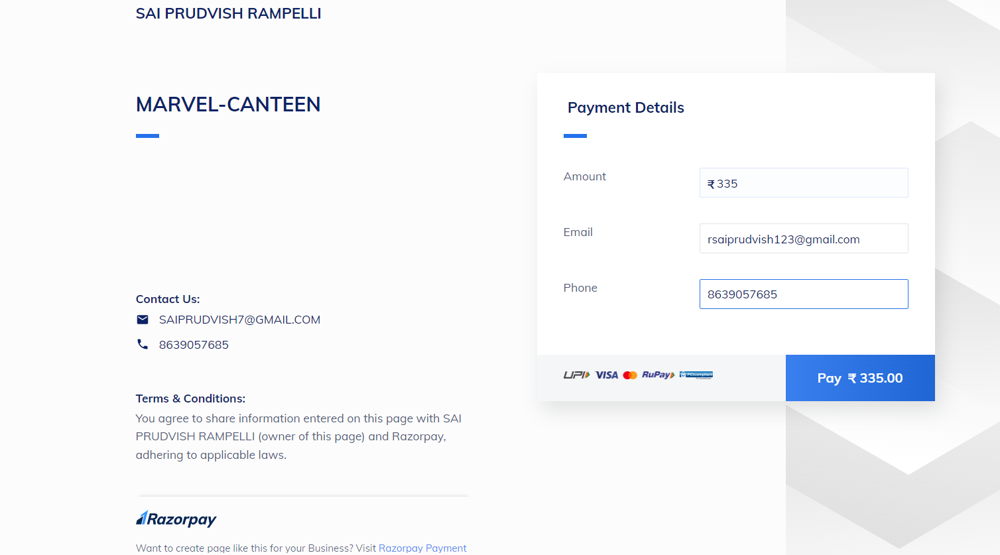 SAI PRUDVISH RAMPELLI
MARVEL-CANTEEN
Contact Us:
SAIPRUDVISH7@GMAIL.COM
8639057685
Terms & Conditions:
You agree to share information entered on this page with SAI
PRUDVISH RAMPELLI (owner of this page) and Razorpay,
adhering to applicable laws.
Razorpay
Want to create page like this for your Business? Visit Razorpay Payment
Payment Details
Amount
₹ 335
Email
rsaiprudvish123@gmail.com
Phone
8639057685
UPI VISA RuPay PCI compliant
Pay ₹ 335.00